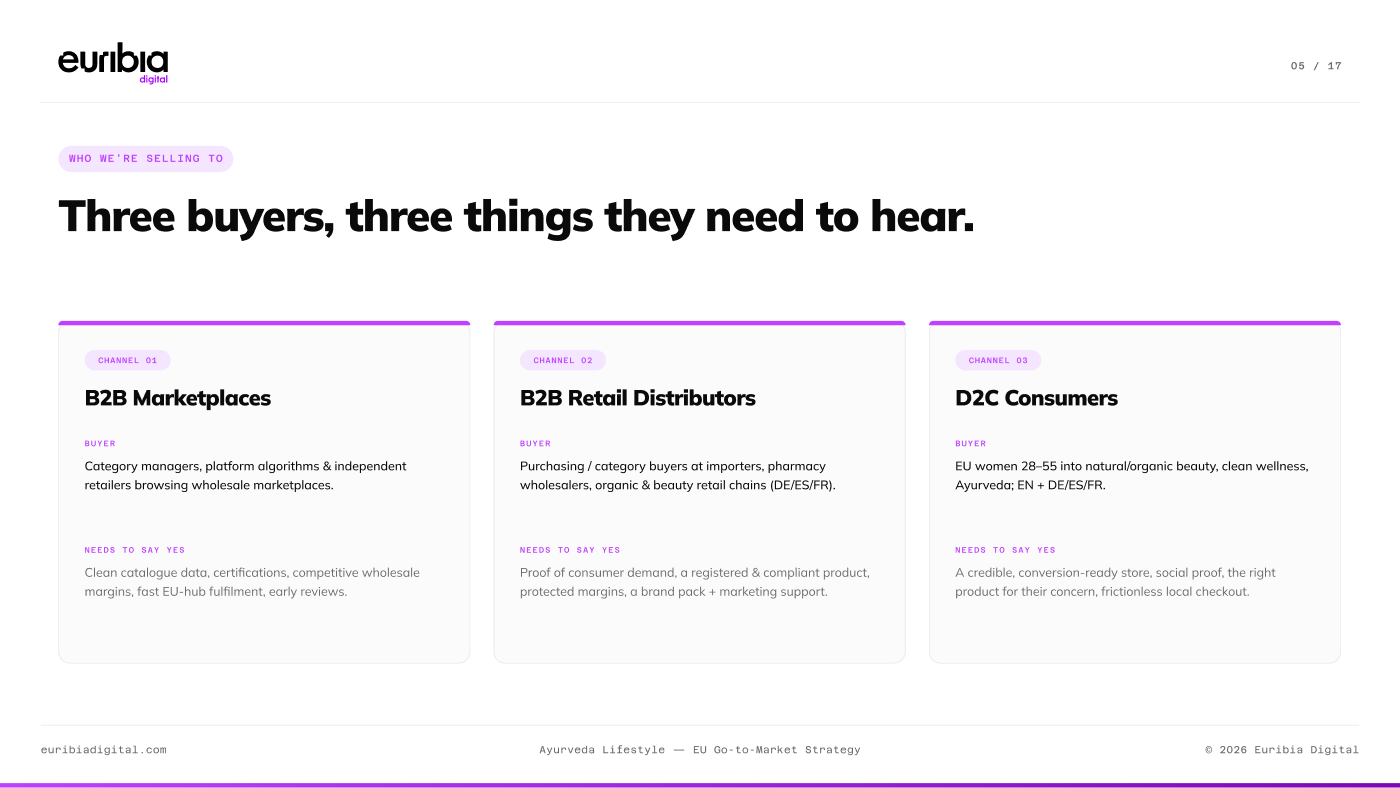 euribia
digital
05 / 17
WHO WE'RE SELLING TO
Three buyers, three things they need to hear.
CHANNEL 01
B2B Marketplaces
BUYER
Category managers, platform algorithms & independent
retailers browsing wholesale marketplaces.
NEEDS TO SAY YES
Clean catalogue data, certifications, competitive wholesale
margins, fast EU-hub fulfilment, early reviews.
CHANNEL 02
B2B Retail Distributors
BUYER
Purchasing / category buyers at importers, pharmacy
wholesalers, organic & beauty retail chains (DE/ES/FR).
NEEDS TO SAY YES
Proof of consumer demand, a registered & compliant product,
protected margins, a brand pack + marketing support.
CHANNEL 03
D2C Consumers
BUYER
EU women 28–55 into natural/organic beauty, clean wellness,
Ayurveda; EN + DE/ES/FR.
NEEDS TO SAY YES
A credible, conversion-ready store, social proof, the right
product for their concern, frictionless local checkout.
euribiadigital.com
Ayurveda Lifestyle — EU Go-to-Market Strategy
© 2026 Euribia Digital